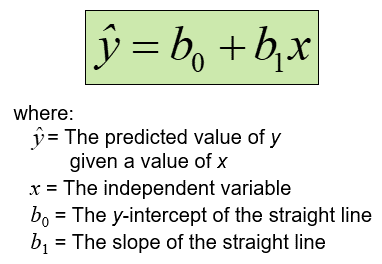 ŷ = b₀ + b₁x
where:
ŷ = The predicted value of y
given a value of x
x = The independent variable
b₀ = The y-intercept of the straight line
b₁ = The slope of the straight line